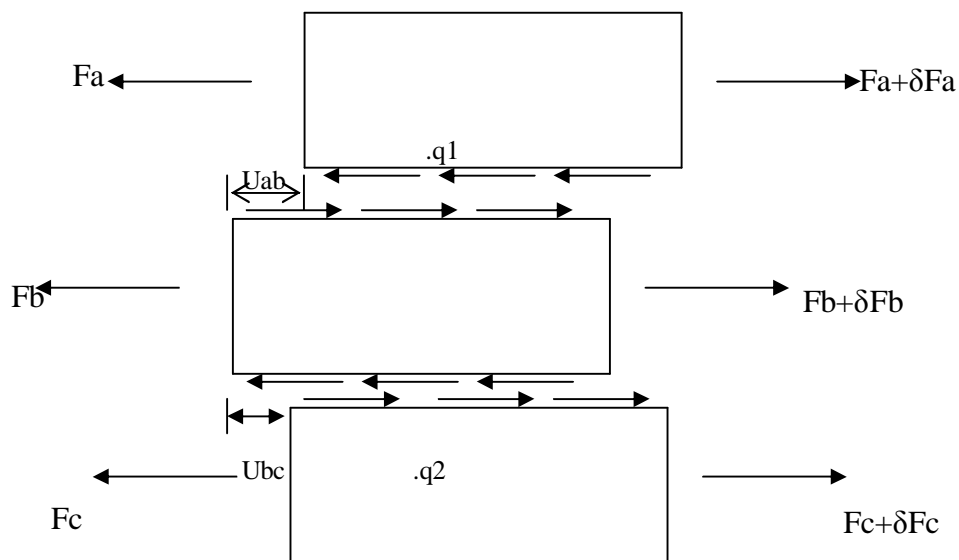 Fa
Fa+δFa
.q1
Uab
Fb
Fb+δFb
Ubc
.q2
Fc
Fc+δFc